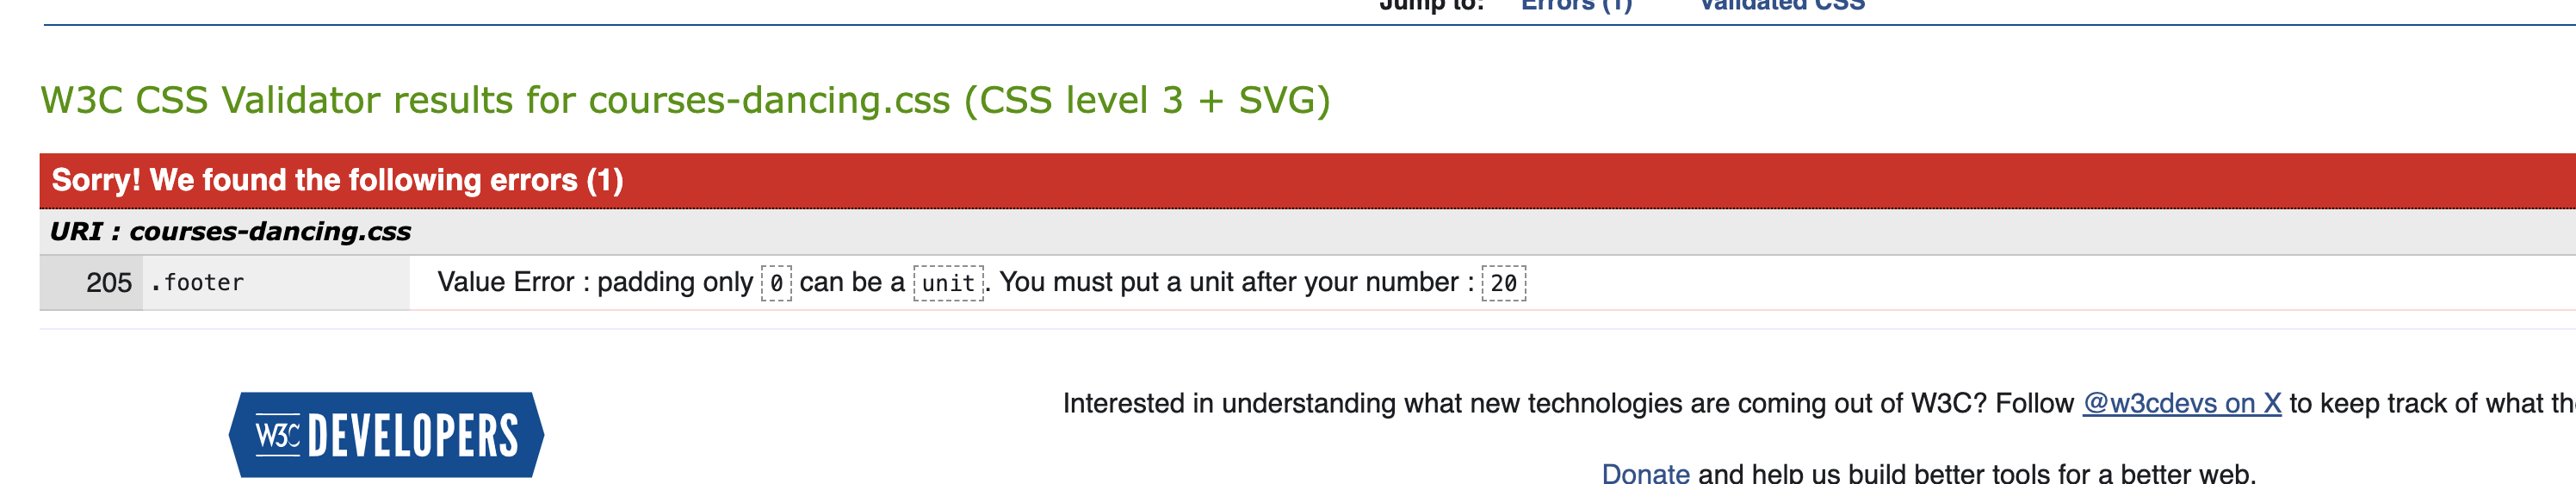 Jump to: Errors (1) Validated CSS
W3C CSS Validator results for courses-dancing.css (CSS level 3 + SVG)
Sorry! We found the following errors (1)
URI : courses-dancing.css
205 .footer Value Error : padding only 0 can be a unit. You must put a unit after your number : 20
Interested in understanding what new technologies are coming out of W3C? Follow @w3cdevs on X to keep track of what th
W3C DEVELOPERS
Donate and help us build better tools for a better web.